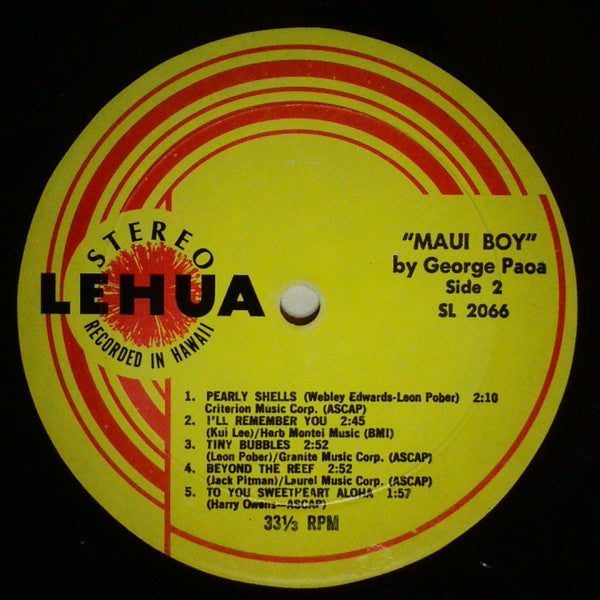 STEREO
LEHUA
RECORDED IN HAWAII
"MAUI BOY"
by George Paoa
Side 2
SL 2066
1. PEARLY SHELLS (Webley Edwards-Leon Pober) 2:10
Criterion Music Corp. (ASCAP)
2. I'LL REMEMBER YOU 2:45
(Kui Lee)/Herb Montei Music (BMI)
3. TINY BUBBLES 2:52
(Leon Pober)/Granite Music Corp. (ASCAP)
4. BEYOND THE REEF 2:52
(Jack Pitman)/Laurel Music Corp. (ASCAP)
5. TO YOU SWEETHEART ALOHA 1:57
(Harry Owens—ASCAP)
33⅓ RPM